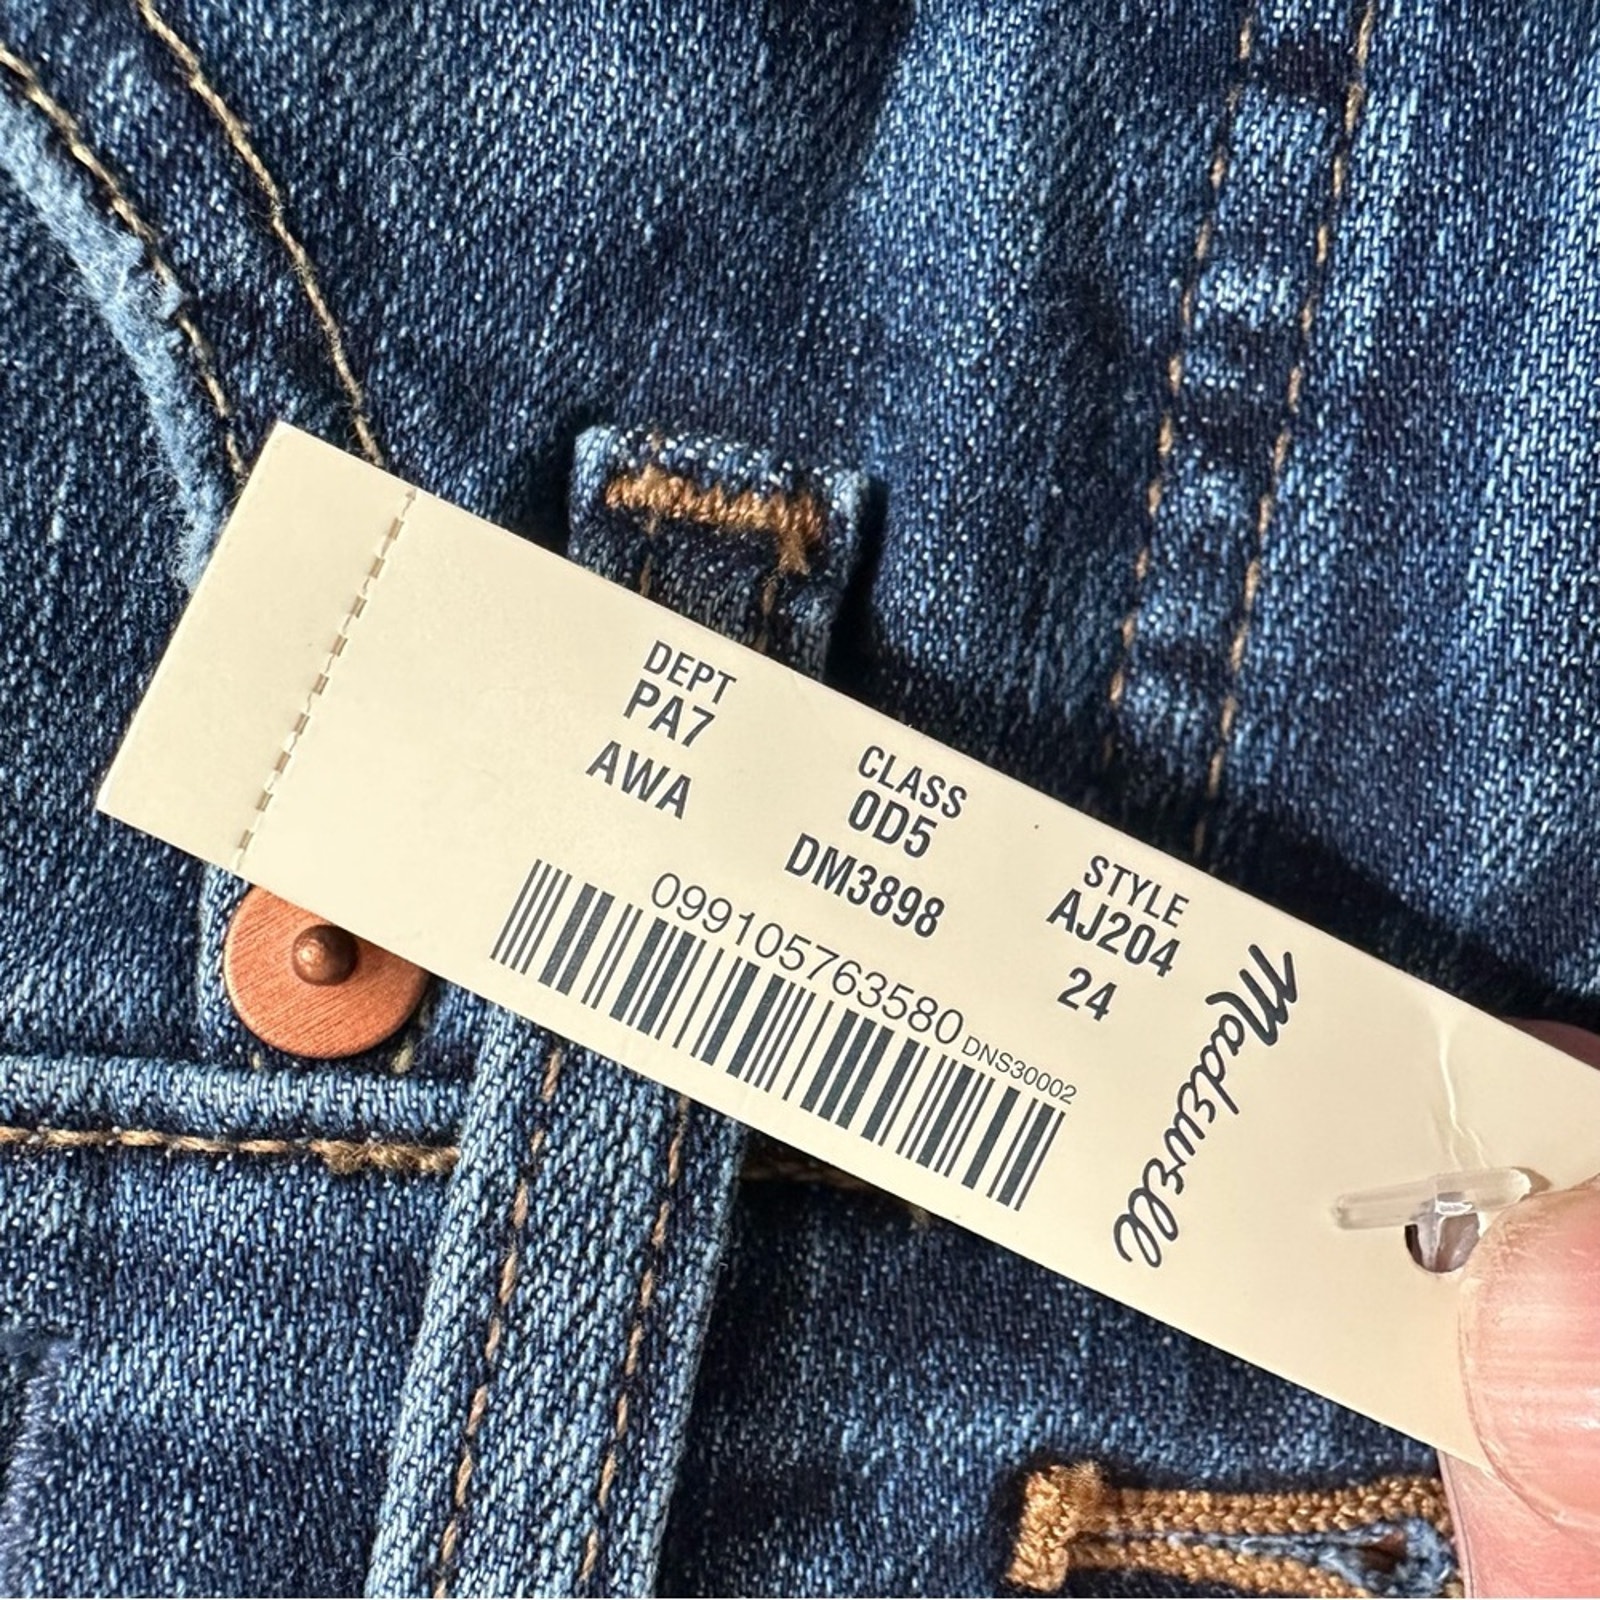 DEPT CLASS STYLE
PA7 0D5 AJ204
AWA DM3898 24
099105763580 DNS30002
Madewell